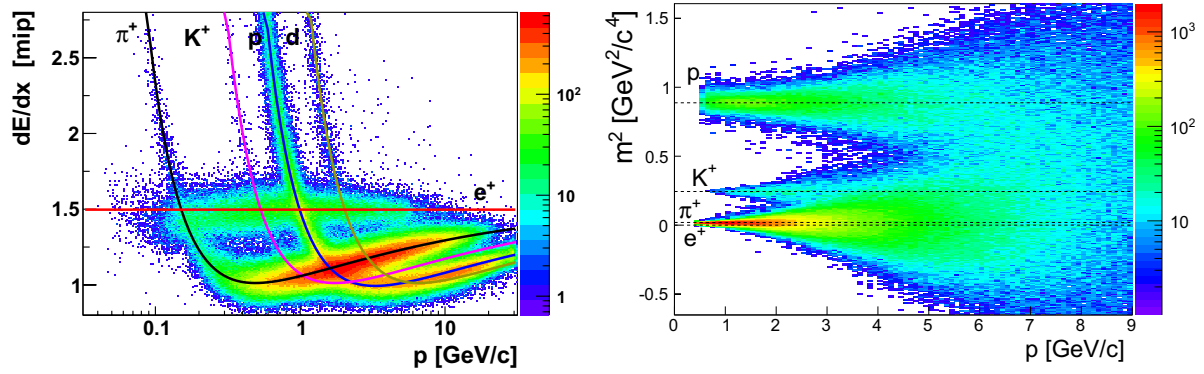 dE/dx [mip]
2.5
2
1.5
1
π+
K+
p
d
e+
0.1
1
10
p [GeV/c]
10²
10
1
m² [GeV²/c⁴]
1.5
1
0.5
0
-0.5
p
K+
π+
e+
0 1 2 3 4 5 6 7 8 9
p [GeV/c]
10³
10²
10